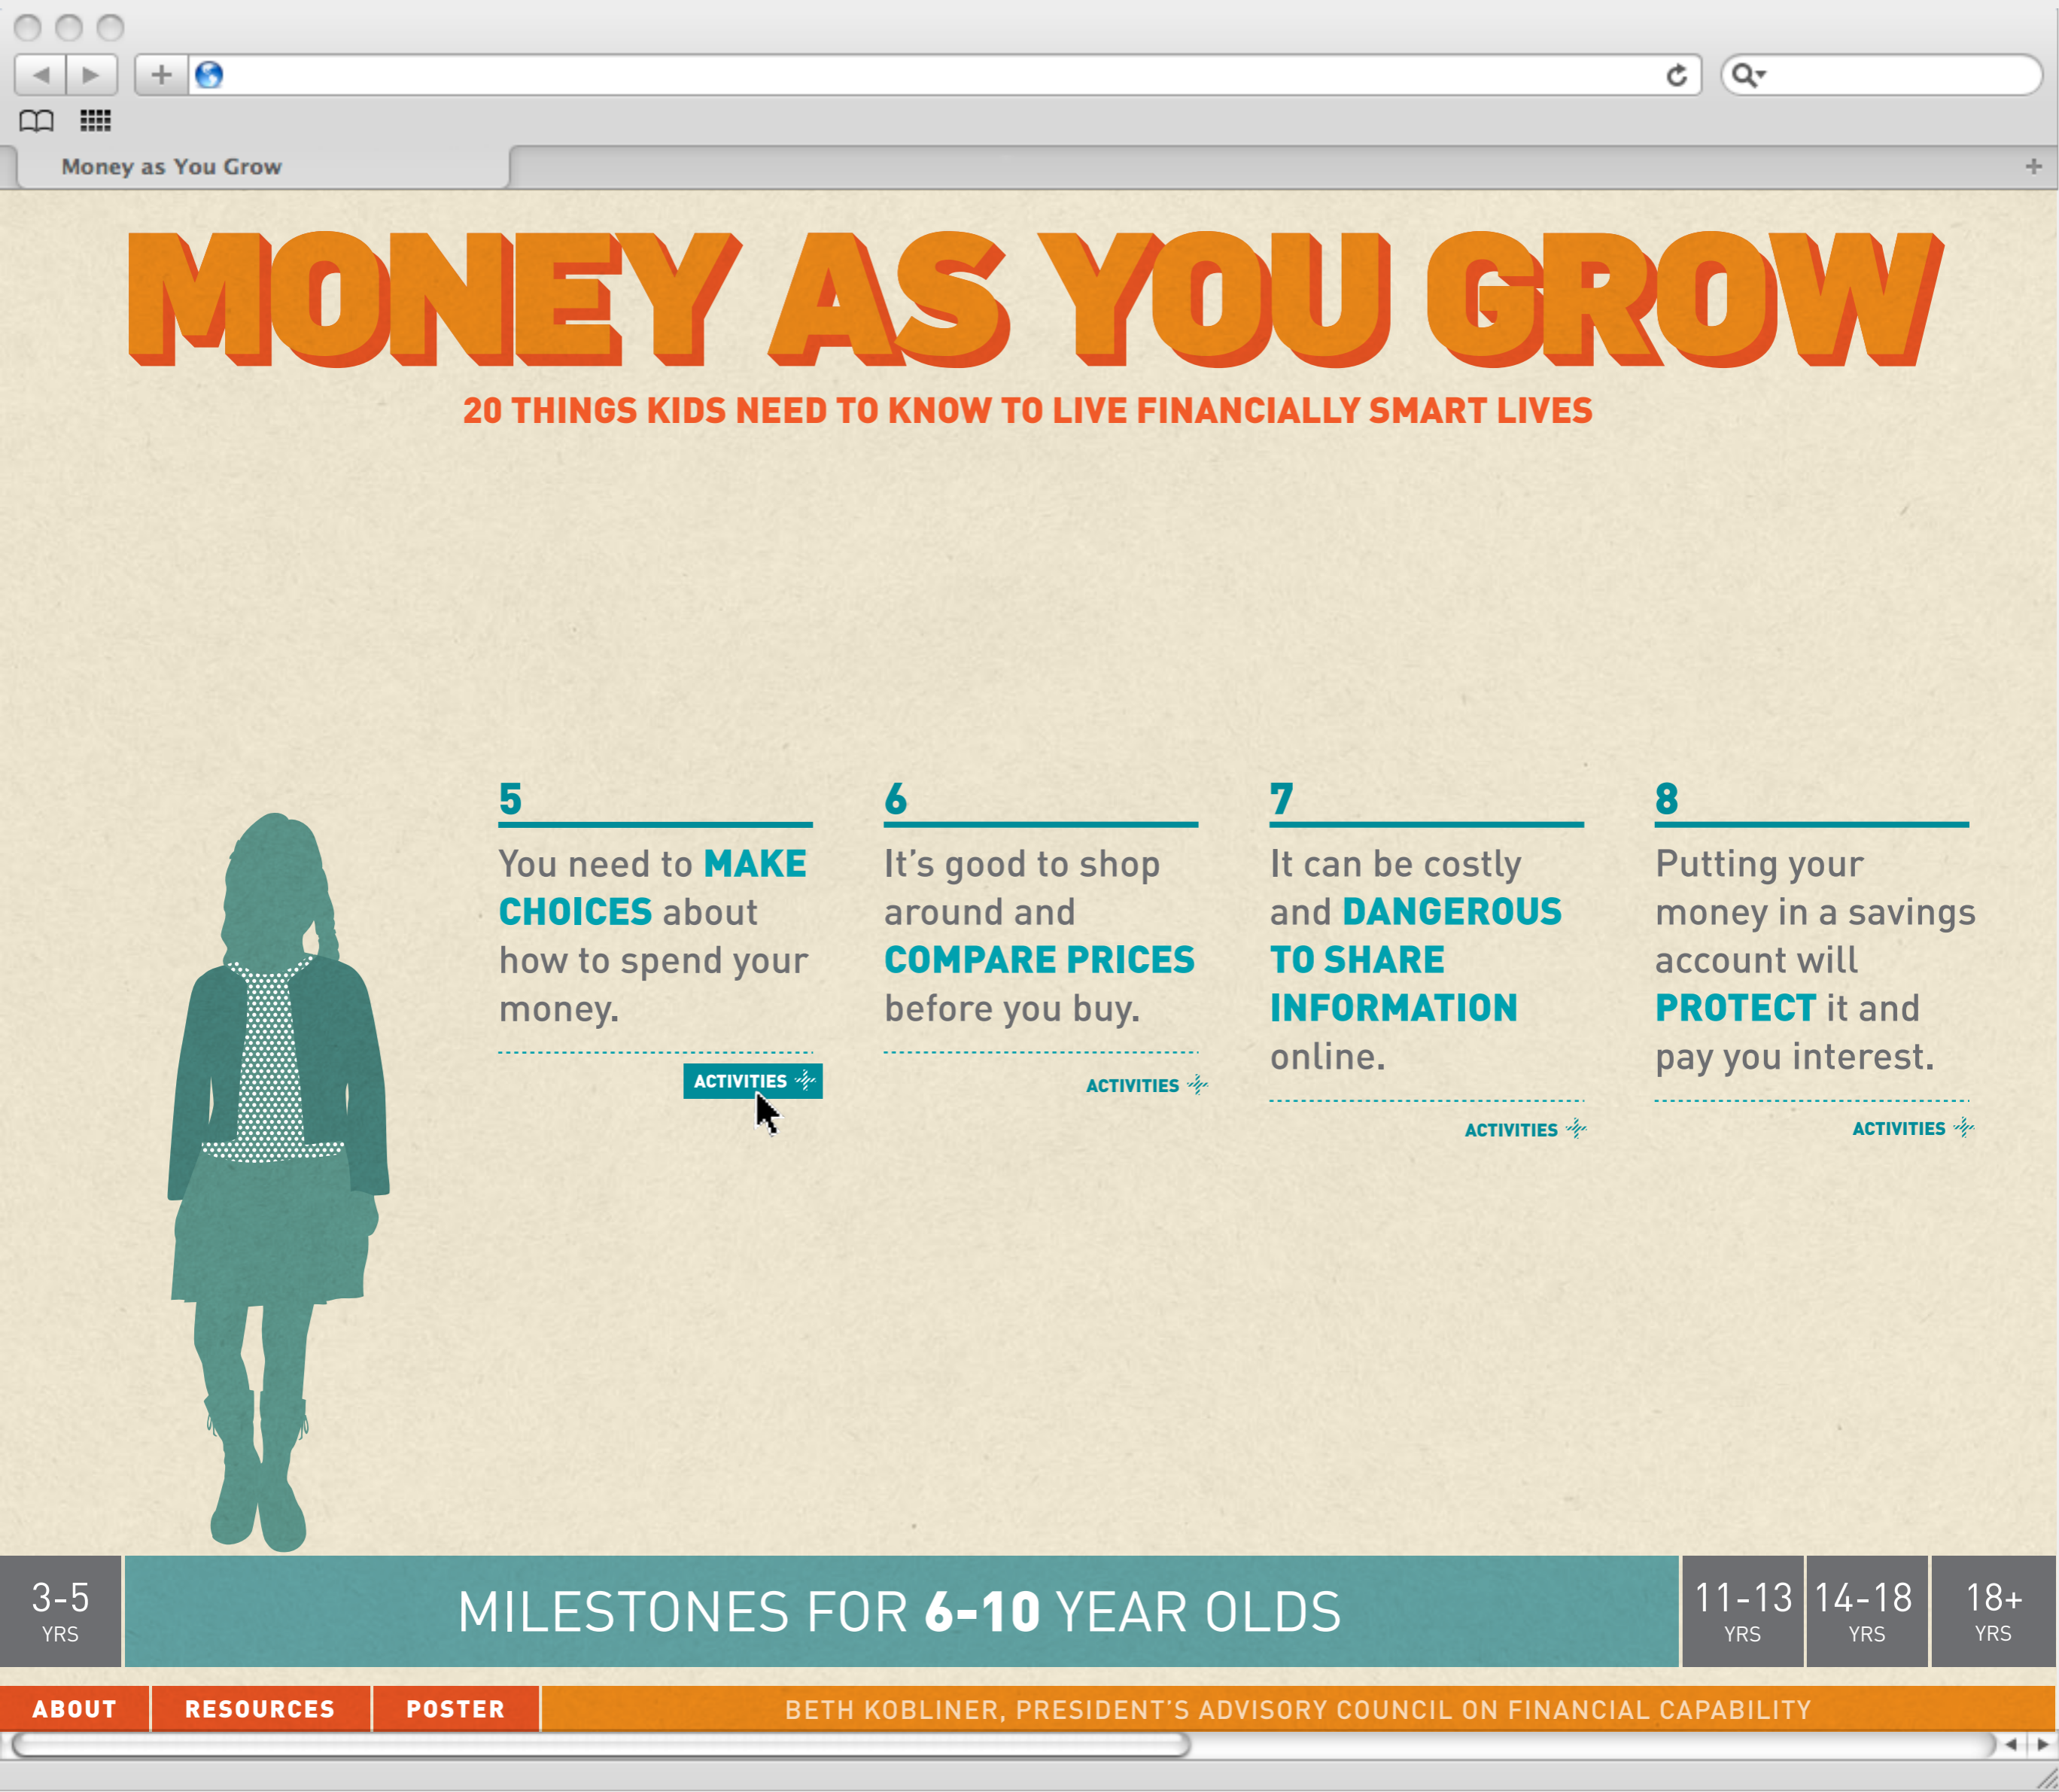 Money as You Grow
MONEY AS YOU GROW
20 THINGS KIDS NEED TO KNOW TO LIVE FINANCIALLY SMART LIVES
5
You need to MAKE
CHOICES about
how to spend your
money.
ACTIVITIES
6
It's good to shop
around and
COMPARE PRICES
before you buy.
ACTIVITIES
7
It can be costly
and DANGEROUS
TO SHARE
INFORMATION
online.
ACTIVITIES
8
Putting your
money in a savings
account will
PROTECT it and
pay you interest.
ACTIVITIES
3-5
YRS
MILESTONES FOR 6-10 YEAR OLDS
11-13
YRS
14-18
YRS
18+
YRS
ABOUT
RESOURCES
POSTER
BETH KOBLINER, PRESIDENT'S ADVISORY COUNCIL ON FINANCIAL CAPABILITY